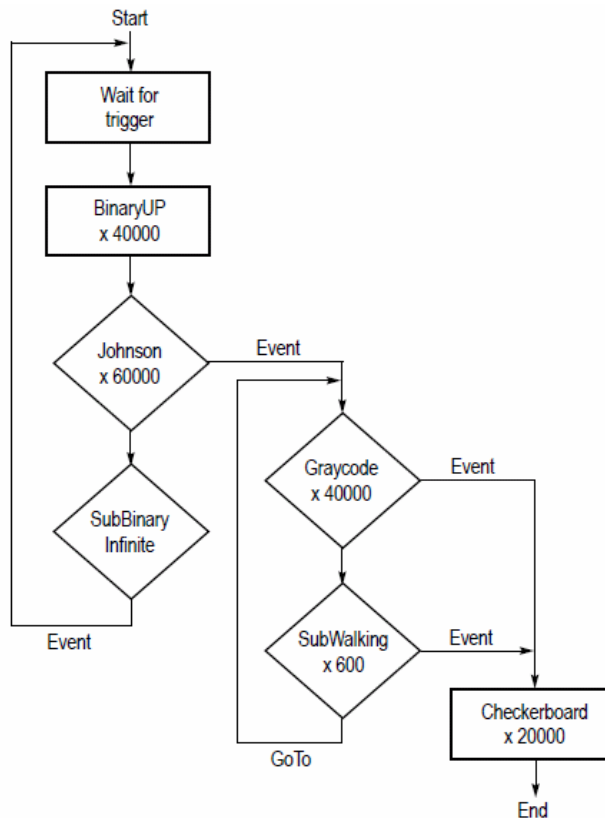 Start
Wait for
trigger
BinaryUP
x 40000
Johnson
x 60000
Event
SubBinary
Infinite
Event
Graycode
x 40000
Event
SubWalking
x 600
Event
GoTo
Checkerboard
x 20000
End